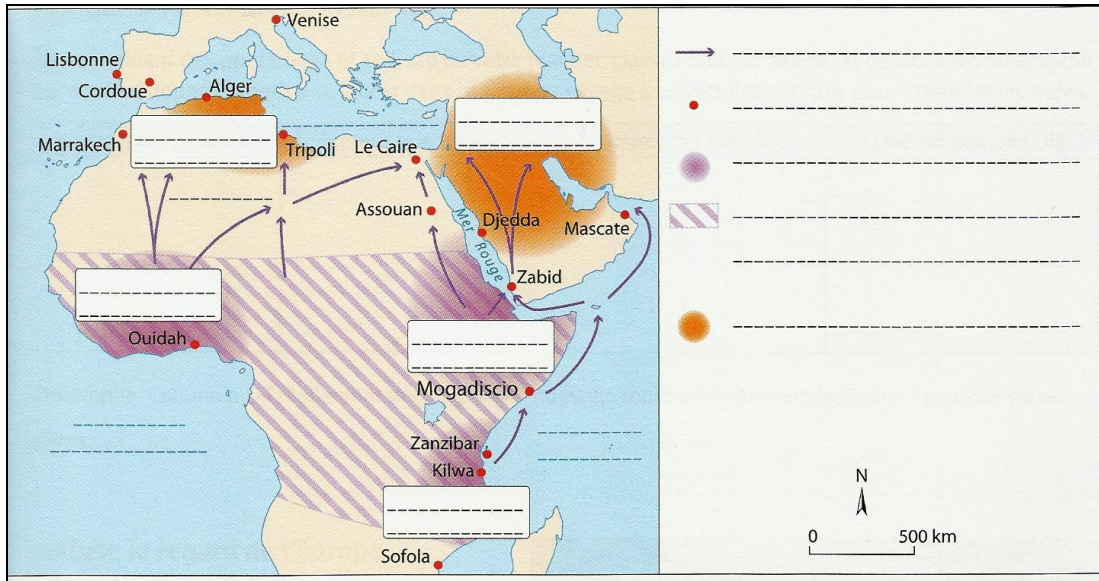 Venise
Lisbonne
Cordoue
Alger
Marrakech
Tripoli
Le Caire
Assouan
Mer Rouge
Djedda
Mascate
Zabid
Ouidah
Mogadiscio
Zanzibar
Kilwa
Sofola
N
0 500 km